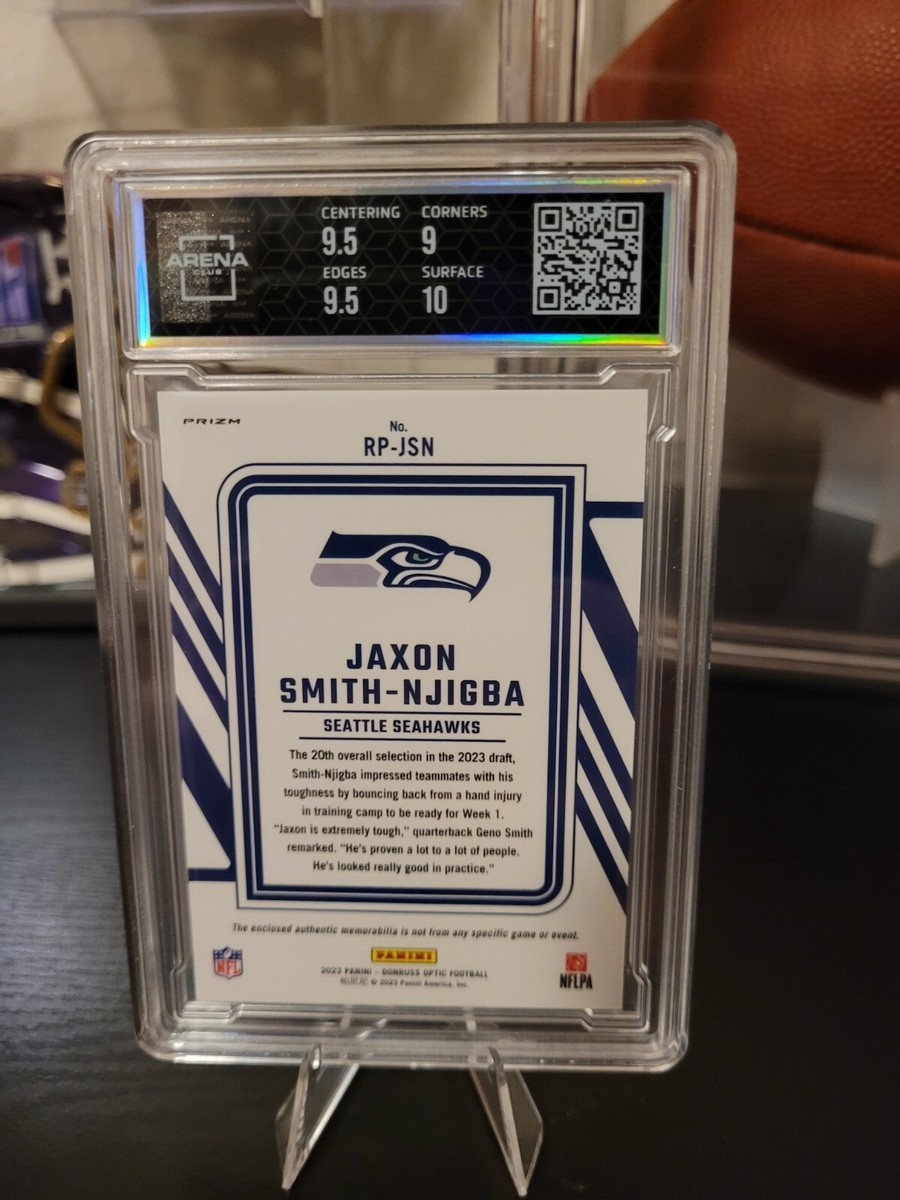 ARENA
CLUB
CENTERING CORNERS
9.5 9
EDGES SURFACE
9.5 10
PRIZM
No.
RP-JSN
JAXON
SMITH-NJIGBA
SEATTLE SEAHAWKS
The 20th overall selection in the 2023 draft,
Smith-Njigba impressed teammates with his
toughness by bouncing back from a hand injury
in training camp to be ready for Week 1.
"Jaxon is extremely tough," quarterback Geno Smith
remarked. "He's proven a lot to a lot of people.
He's looked really good in practice."
The enclosed authentic memorabilia is not from any specific game or event.
NFL
PANINI
2023 PANINI – DONRUSS OPTIC FOOTBALL
© 2023 Panini America, Inc.
NFLPA